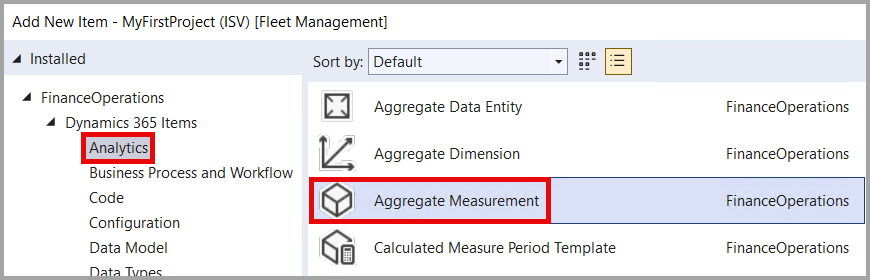 Add New Item - MyFirstProject (ISV) [Fleet Management]
Installed
Sort by: Default
FinanceOperations
Dynamics 365 Items
Analytics
Business Process and Workflow
Code
Configuration
Data Model
Data Types
Aggregate Data Entity FinanceOperations
Aggregate Dimension FinanceOperations
Aggregate Measurement FinanceOperations
Calculated Measure Period Template FinanceOperations